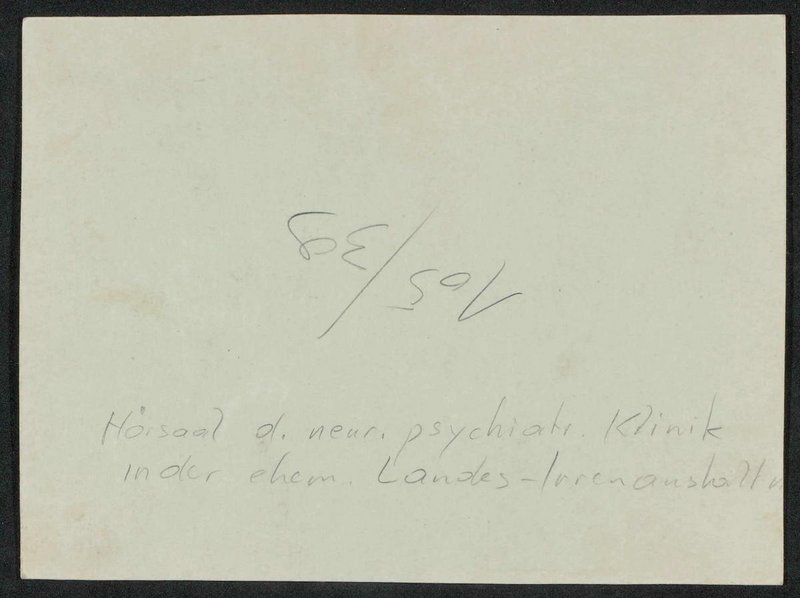 105/39
Hörsaal d. neur. psychiatr. Klinik
in der ehem. Landes-Irrenanstalt